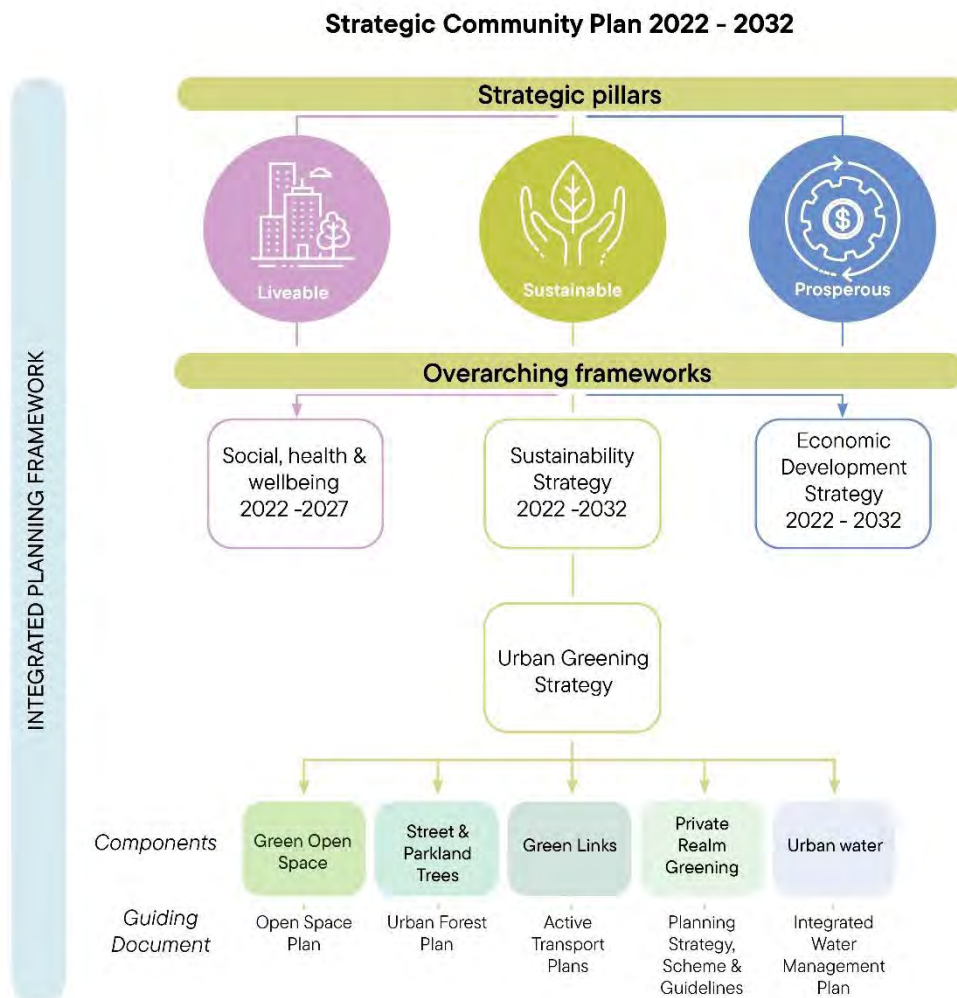 Strategic Community Plan 2022 - 2032
INTEGRATED PLANNING FRAMEWORK
Strategic pillars
Liveable
Sustainable
Prosperous
$
Overarching frameworks
Social, health &
wellbeing
2022 -2027
Sustainability
Strategy
2022 -2032
Economic
Development
Strategy
2022 - 2032
Urban Greening
Strategy
Components
Green Open
Space
Street &
Parkland
Trees
Green Links
Private
Realm
Greening
Urban water
Guiding
Document
Open Space
Plan
Urban Forest
Plan
Active
Transport
Plans
Planning
Strategy,
Scheme &
Guidelines
Integrated
Water
Management
Plan